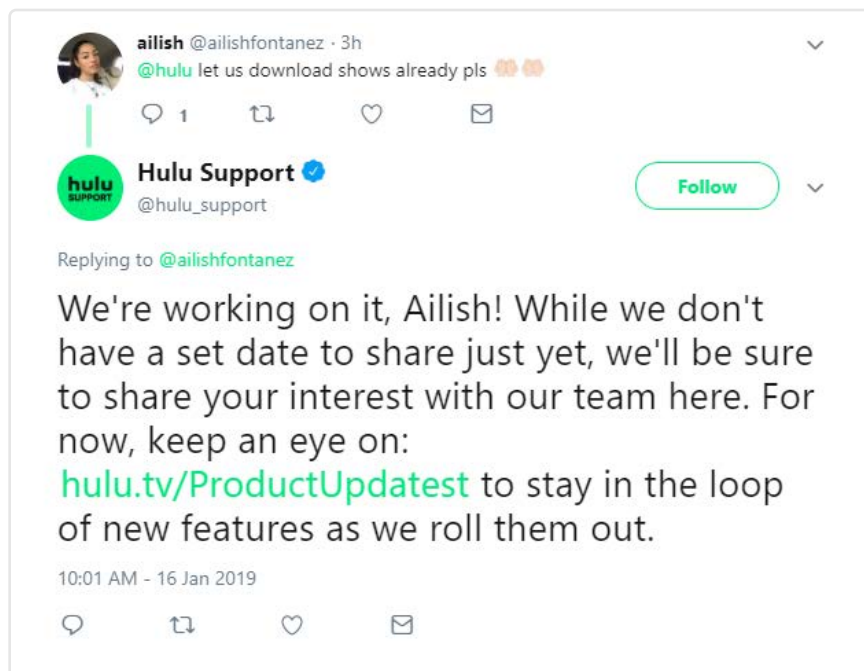 ailish @ailishfontanez · 3h
@hulu let us download shows already pls 🤲🏻🤲🏻
1
hulu
SUPPORT
Hulu Support
@hulu_support
Follow
Replying to @ailishfontanez
We're working on it, Ailish! While we don't
have a set date to share just yet, we'll be sure
to share your interest with our team here. For
now, keep an eye on:
hulu.tv/ProductUpdatest to stay in the loop
of new features as we roll them out.
10:01 AM - 16 Jan 2019